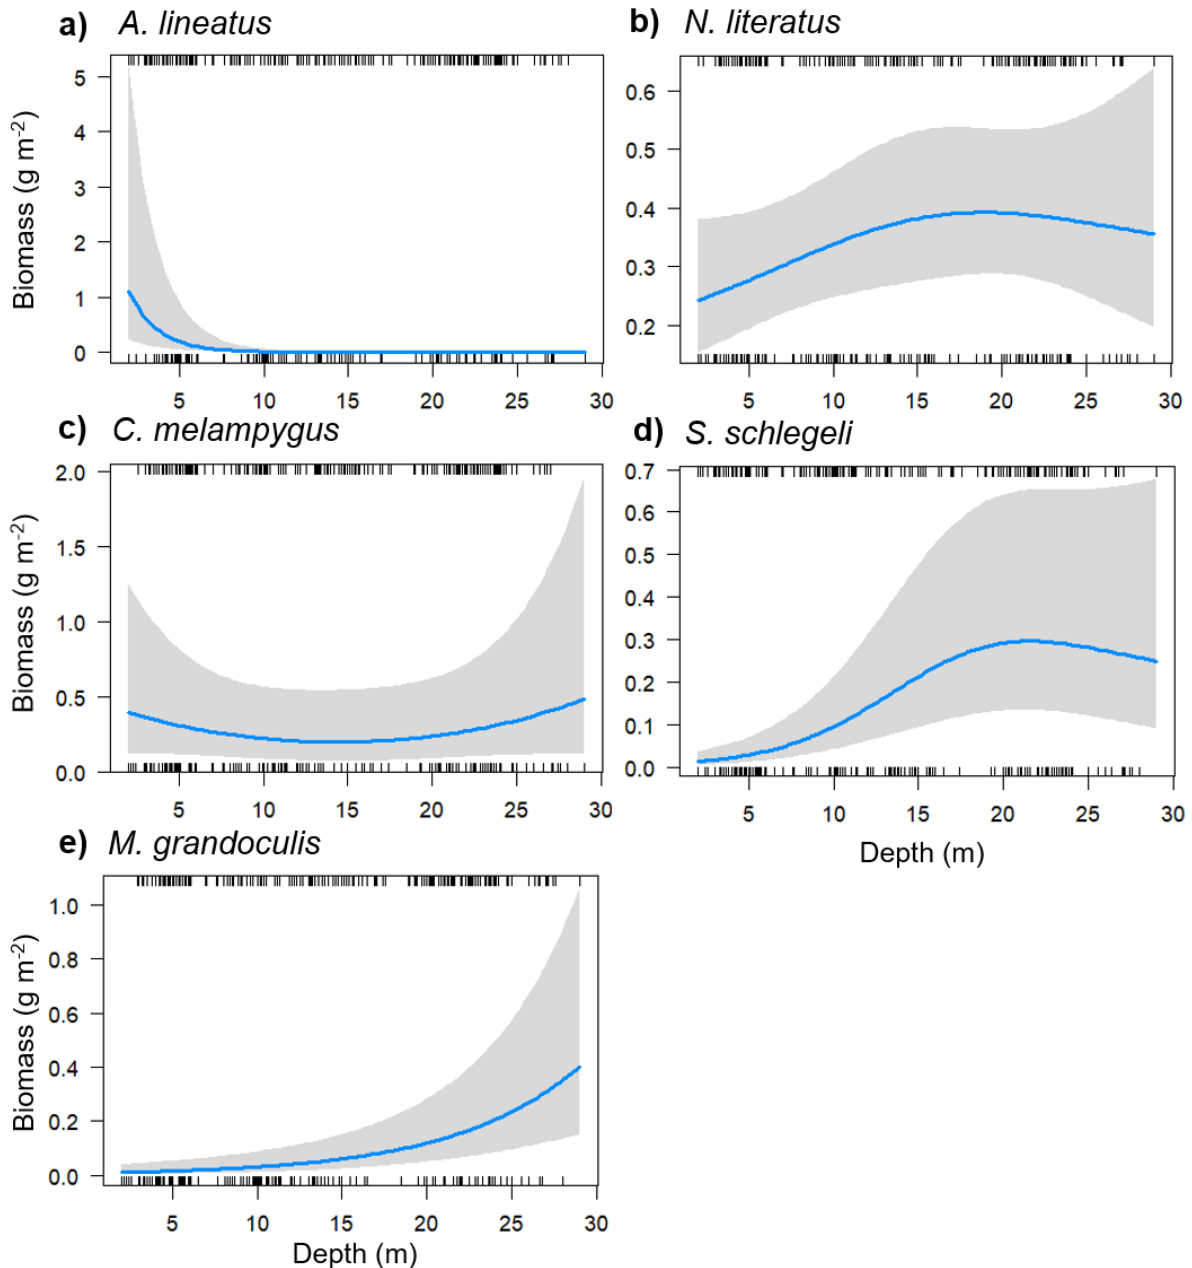 a) A. lineatus
Biomass (g m-2)
5
4
3
2
1
0
5 10 15 20 25 30
b) N. literatus
0.6
0.5
0.4
0.3
0.2
5 10 15 20 25 30
c) C. melampygus
Biomass (g m-2)
2.0
1.5
1.0
0.5
0.0
5 10 15 20 25 30
d) S. schlegeli
0.7
0.6
0.5
0.4
0.3
0.2
0.1
0.0
5 10 15 20 25 30
Depth (m)
e) M. grandoculis
Biomass (g m-2)
1.0
0.8
0.6
0.4
0.2
0.0
5 10 15 20 25 30
Depth (m)